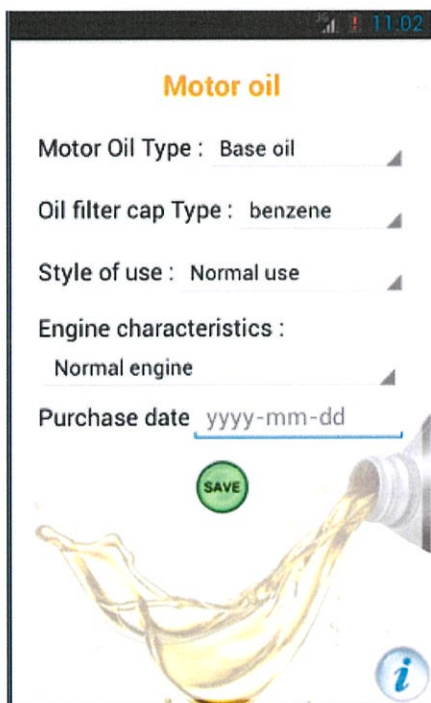 3G 11:02
Motor oil
Motor Oil Type : Base oil
Oil filter cap Type : benzene
Style of use : Normal use
Engine characteristics :
Normal engine
Purchase date yyyy-mm-dd
SAVE
i